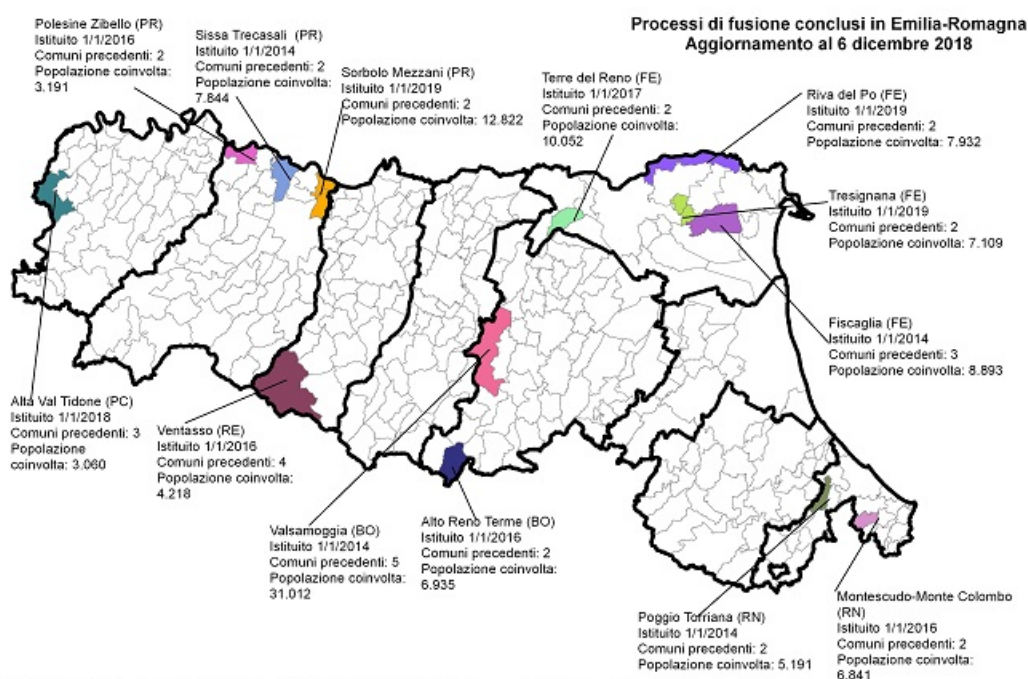 Processi di fusione conclusi in Emilia-Romagna
Aggiornamento al 6 dicembre 2018
Polesine Zibello (PR)
Istituito 1/1/2016
Comuni precedenti: 2
Popolazione coinvolta:
3.191
Sissa Trecasali (PR)
Istituito 1/1/2014
Comuni precedenti: 2
Popolazione coinvolta:
7.844
Sorbolo Mezzani (PR)
Istituito 1/1/2019
Comuni precedenti: 2
Popolazione coinvolta: 12.822
Terre del Reno (FE)
Istituito 1/1/2017
Comuni precedenti: 2
Popolazione coinvolta:
10.052
Riva del Po (FE)
Istituito 1/1/2019
Comuni precedenti: 2
Popolazione coinvolta: 7.932
Tresignana (FE)
Istituito 1/1/2019
Comuni precedenti: 2
Popolazione coinvolta: 7.109
Fiscaglia (FE)
Istituito 1/1/2014
Comuni precedenti: 3
Popolazione coinvolta: 8.893
Alta Val Tidone (PC)
Istituito 1/1/2018
Comuni precedenti: 3
Popolazione
coinvolta: 3.060
Ventasso (RE)
Istituito 1/1/2016
Comuni precedenti: 4
Popolazione coinvolta:
4.218
Valsamoggia (BO)
Istituito 1/1/2014
Comuni precedenti: 5
Popolazione coinvolta:
31.012
Alto Reno Terme (BO)
Istituito 1/1/2016
Comuni precedenti: 2
Popolazione coinvolta:
6.935
Poggio Torriana (RN)
Istituito 1/1/2014
Comuni precedenti: 2
Popolazione coinvolta: 5.191
Montescudo-Monte Colombo
(RN)
Istituito 1/1/2016
Comuni precedenti: 2
Popolazione coinvolta:
6.841